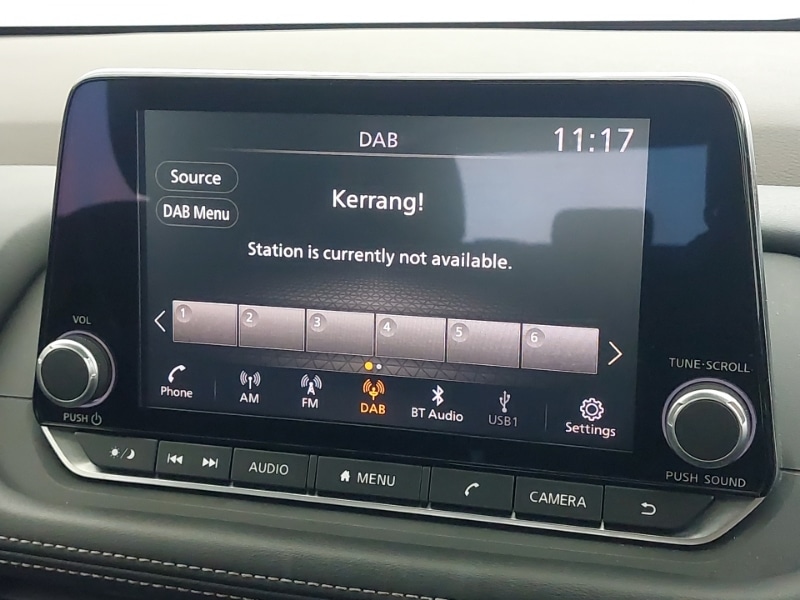 DAB
11:17
Source
Kerrang!
DAB Menu
Station is currently not available.
1 2 3 4 5 6
Phone AM FM DAB BT Audio USB1 Settings
VOL
PUSH
TUNE·SCROLL
PUSH SOUND
AUDIO MENU CAMERA